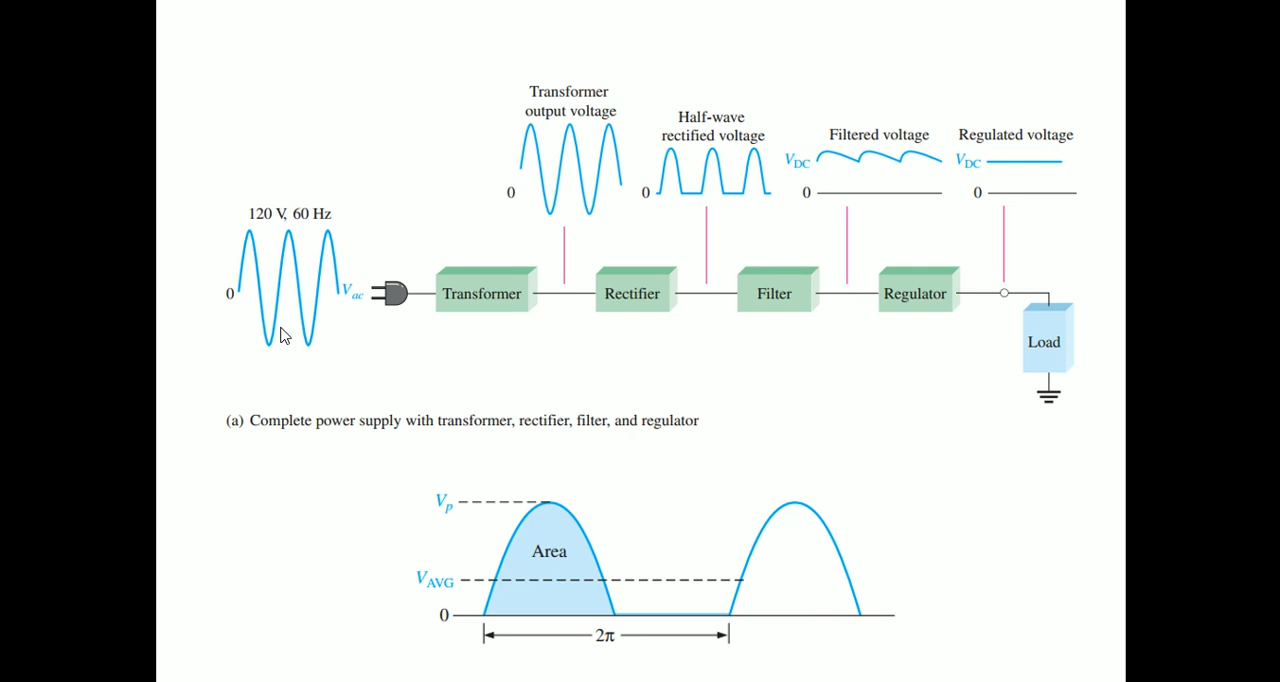 Transformer
output voltage
Half-wave
rectified voltage
Filtered voltage
Regulated voltage
V_DC
V_DC
0
0
0
0
120 V, 60 Hz
0
V_ac
Transformer
Rectifier
Filter
Regulator
Load
(a) Complete power supply with transformer, rectifier, filter, and regulator
V_p
Area
V_AVG
0
2π